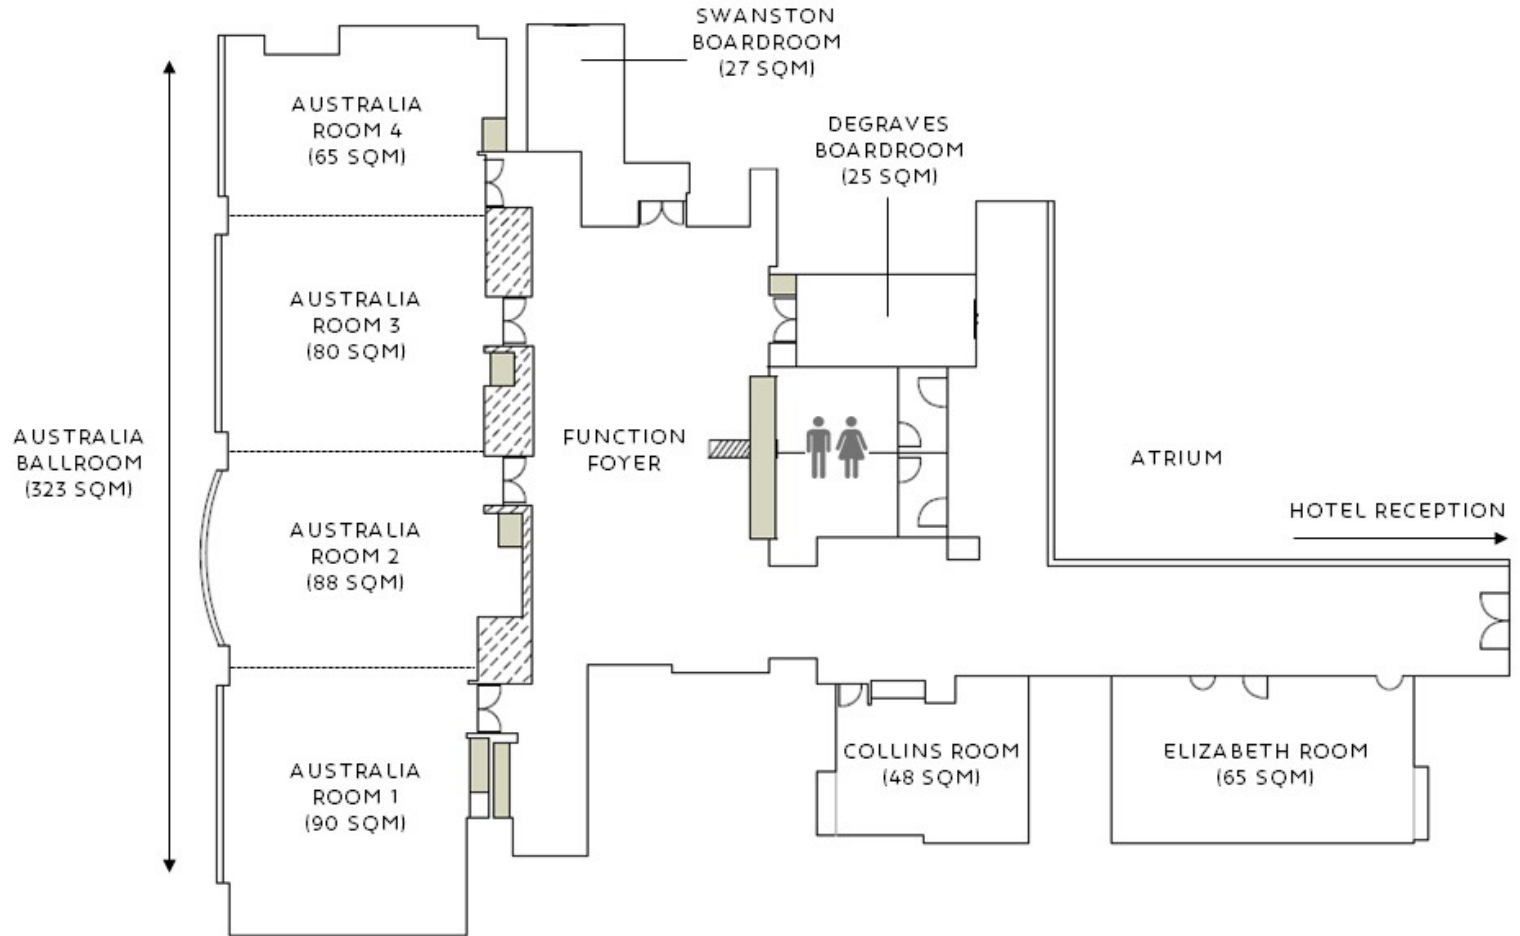 SWANSTON
BOARDROOM
(27 SQM)
AUSTRALIA
ROOM 4
(65 SQM)
DEGRAVES
BOARDROOM
(25 SQM)
AUSTRALIA
ROOM 3
(80 SQM)
AUSTRALIA
BALLROOM
(323 SQM)
FUNCTION
FOYER
ATRIUM
HOTEL RECEPTION
AUSTRALIA
ROOM 2
(88 SQM)
AUSTRALIA
ROOM 1
(90 SQM)
COLLINS ROOM
(48 SQM)
ELIZABETH ROOM
(65 SQM)